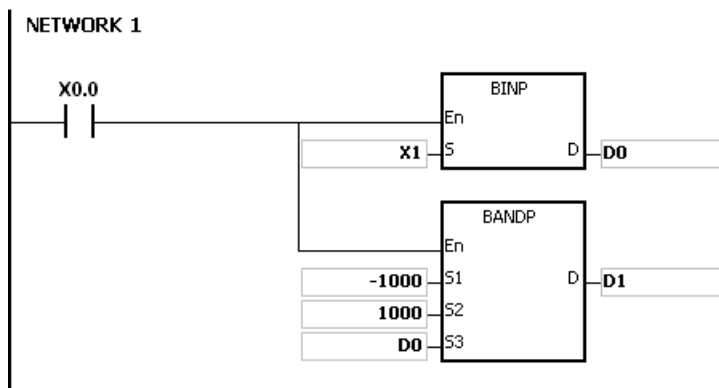 NETWORK 1
X0.0
BINP
En
X1 S D D0
BANDP
En
-1000 S1 D D1
1000 S2
D0 S3